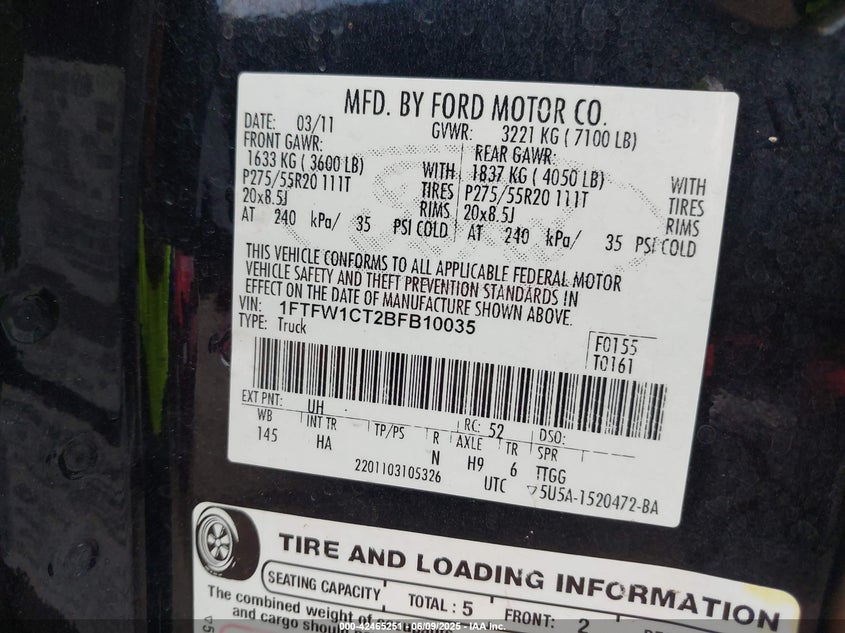 MFD. BY FORD MOTOR CO.
DATE: 03/11 GVWR: 3221 KG ( 7100 LB)
FRONT GAWR: REAR GAWR:
1633 KG ( 3600 LB) WITH 1837 KG ( 4050 LB) WITH
P275/55R20 111T TIRES P275/55R20 111T TIRES
20x8.5J RIMS 20x8.5J RIMS
AT 240 kPa/ 35 PSI COLD AT 240 kPa/ 35 PSI COLD
THIS VEHICLE CONFORMS TO ALL APPLICABLE FEDERAL MOTOR
VEHICLE SAFETY AND THEFT PREVENTION STANDARDS IN
EFFECT ON THE DATE OF MANUFACTURE SHOWN ABOVE.
VIN: 1FTFW1CT2BFB10035
TYPE: Truck
F0155
T0161
EXT PNT: UH RC: 52 DSO:
WB INT TR TP/PS R AXLE TR SPR
145 HA N H9 6 TTGG
2201103105326 UTC ▽5U5A-1520472-BA
TIRE AND LOADING INFORMATION
SEATING CAPACITY TOTAL : 5 FRONT: 2
The combined weight of
and cargo should
000-42465251 - 06/09/2025 - IAA Inc.